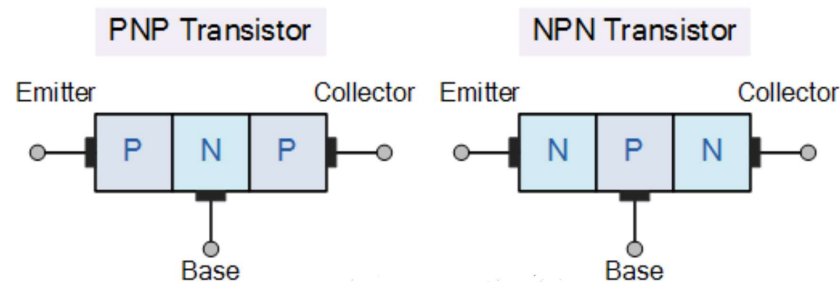 PNP Transistor
NPN Transistor
Emitter
Collector
Emitter
Collector
P
N
P
N
P
N
Base
Base